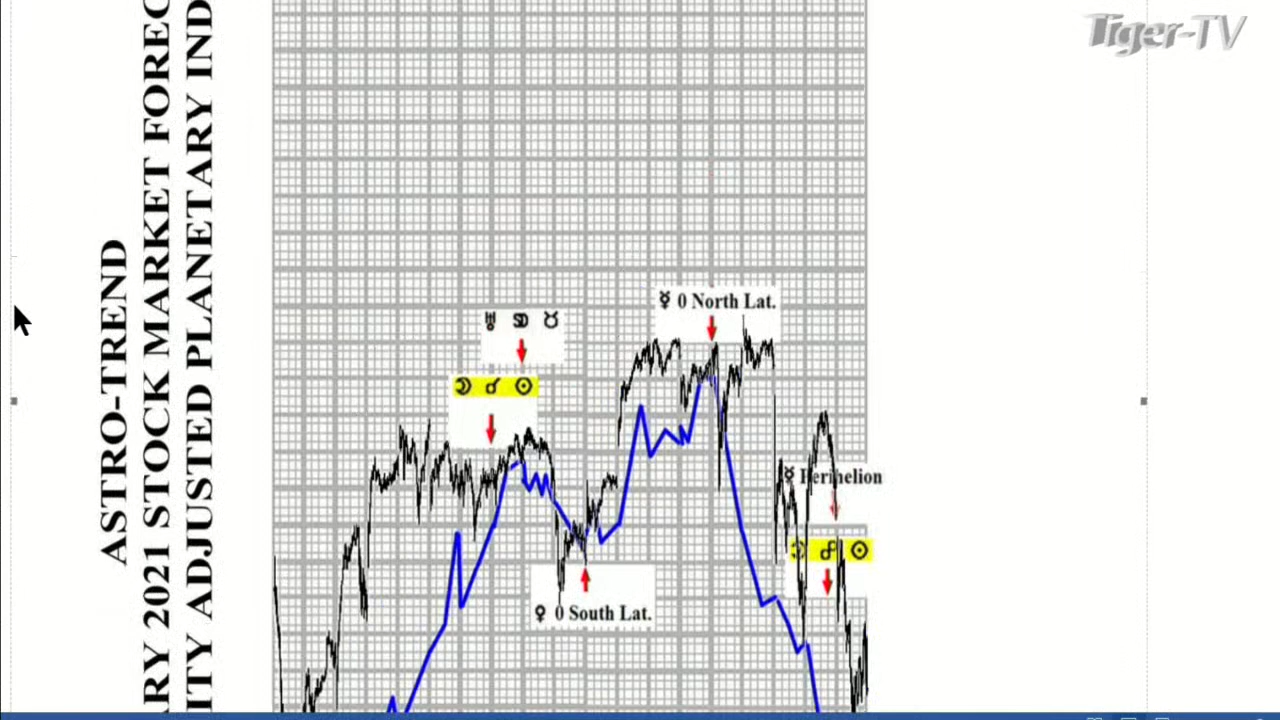 Tiger-TV
ASTRO-TREND
RY 2021 STOCK MARKET FOREC
ITY ADJUSTED PLANETARY IND
☿ 0 North Lat.
♅ SD ♉
☽ ☌ ☉
☿ Perihelion
☽ ☍ ☉
♀ 0 South Lat.